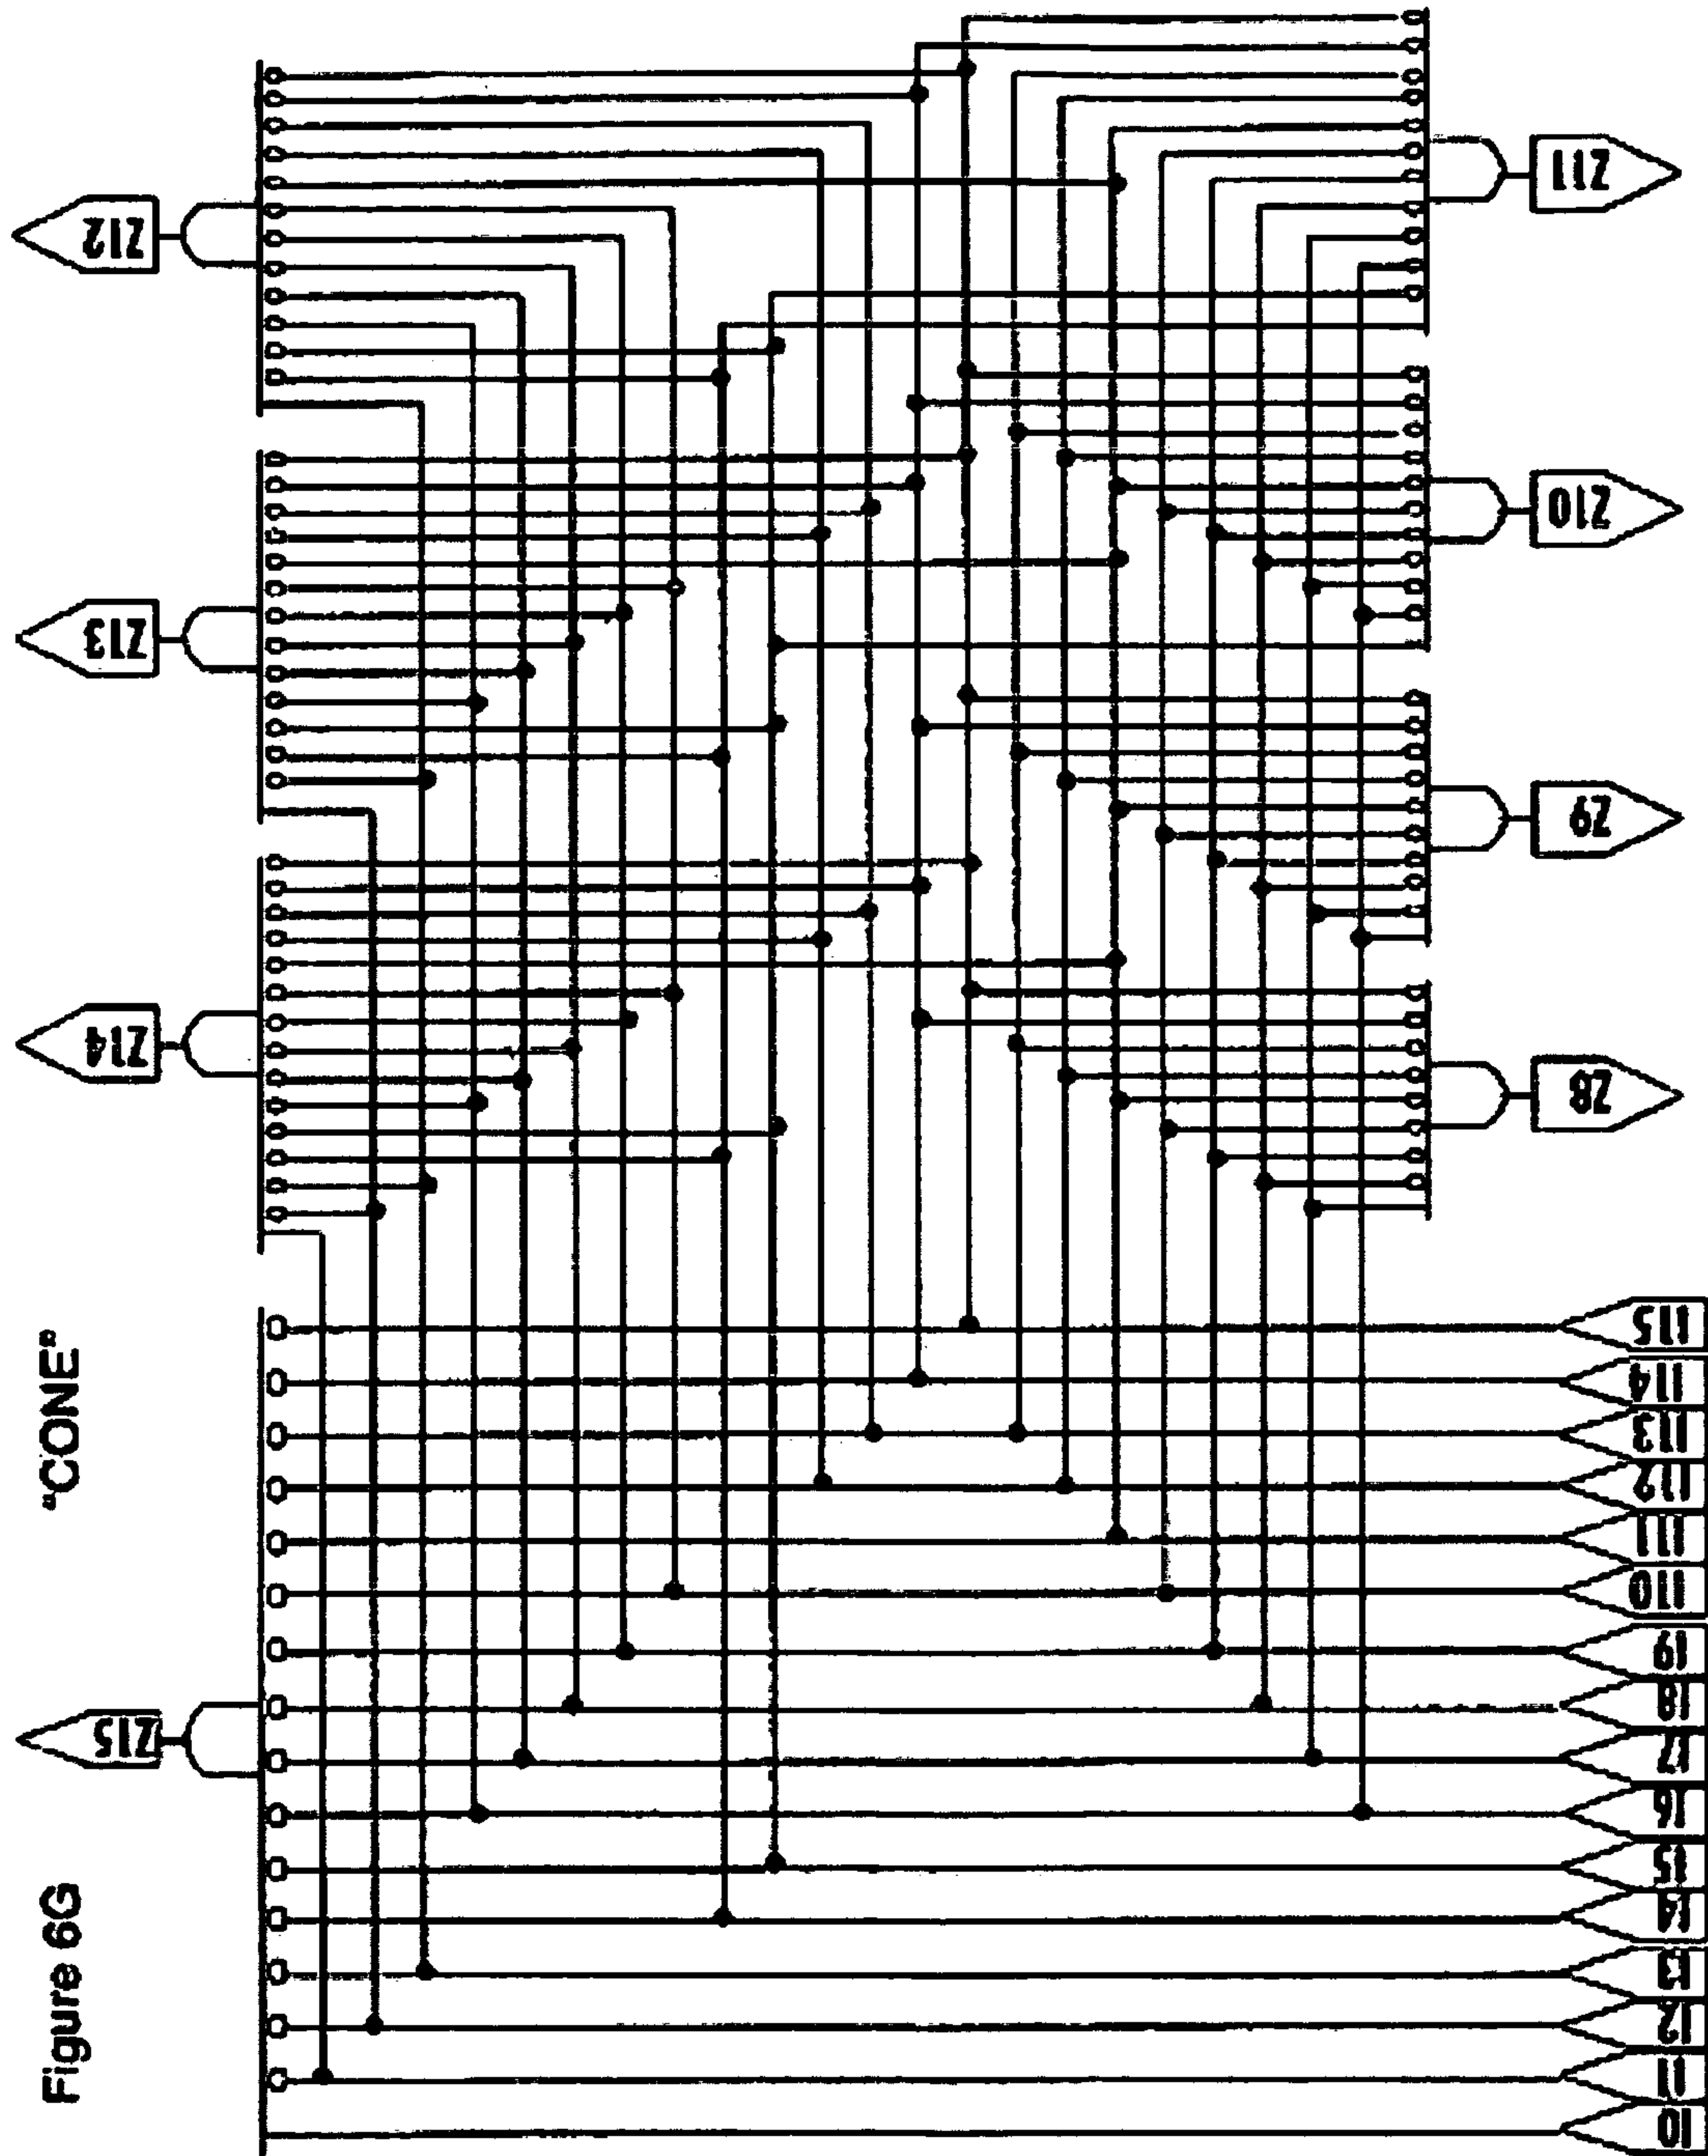 Figure 6G "CONE"
Z15
Z14
Z13
Z12
I0
I1
I2
I3
I4
I5
I6
I7
I8
I9
I10
I11
I12
I13
I14
I15
Z8
Z9
Z10
Z11